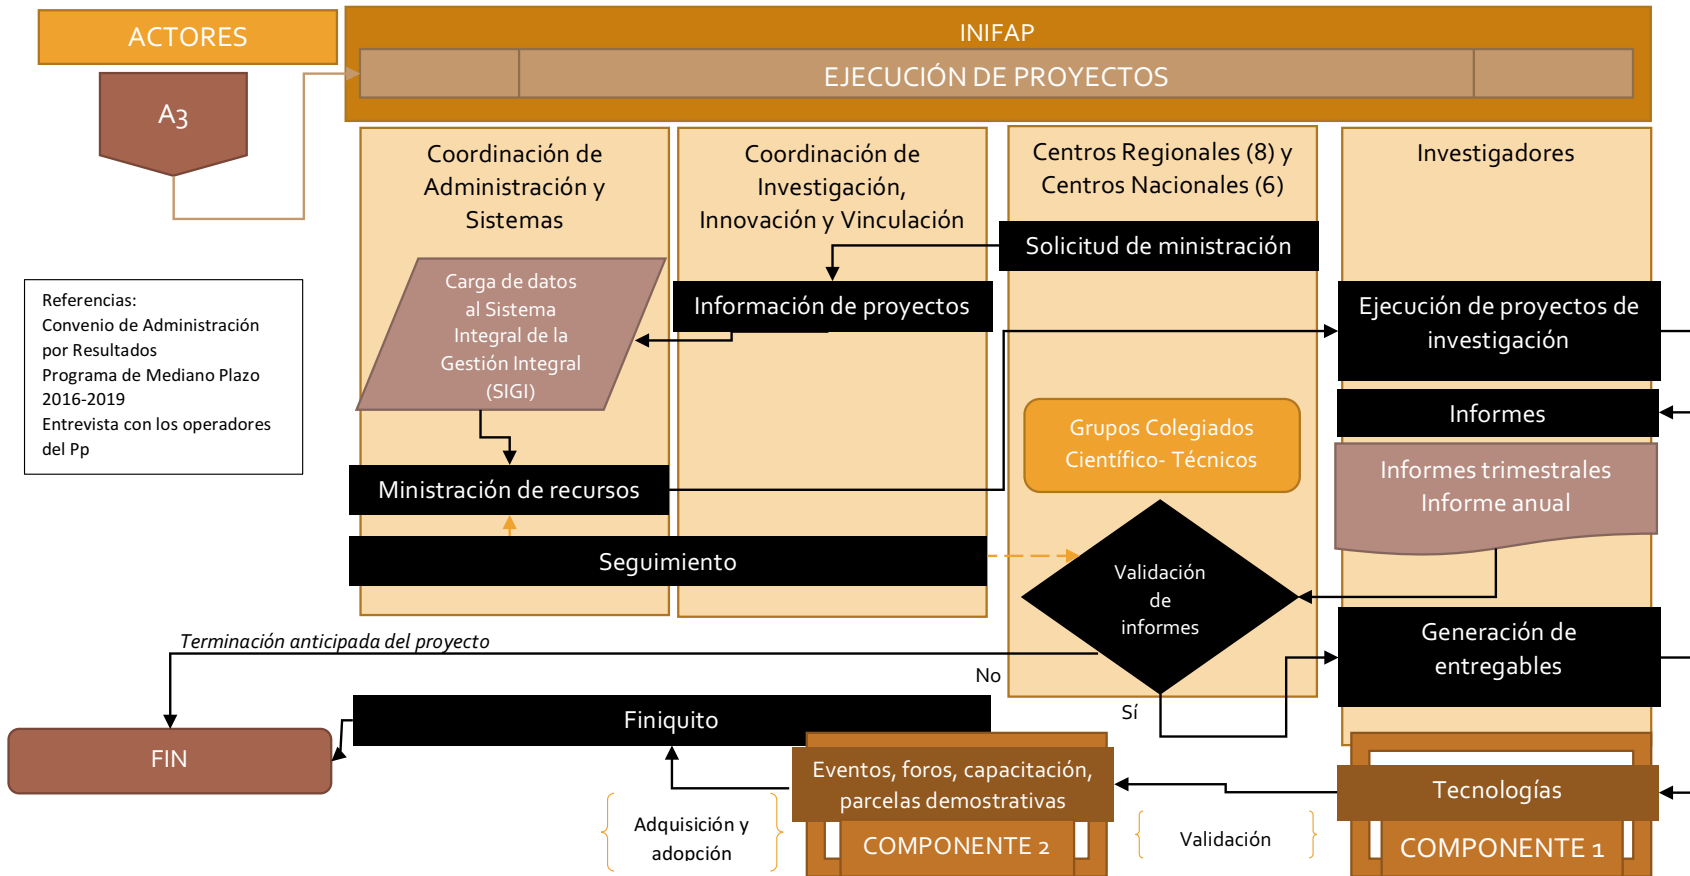 ACTORES
INIFAP
EJECUCIÓN DE PROYECTOS
A3
Coordinación de
Administración y
Sistemas
Coordinación de
Investigación,
Innovación y Vinculación
Centros Regionales (8) y
Centros Nacionales (6)
Investigadores
Solicitud de ministración
Carga de datos
al Sistema
Integral de la
Gestión Integral
(SIGI)
Información de proyectos
Ejecución de proyectos de
investigación
Referencias:
Convenio de Administración
por Resultados
Programa de Mediano Plazo
2016-2019
Entrevista con los operadores
del Pp
Informes
Grupos Colegiados
Científico- Técnicos
Informes trimestrales
Informe anual
Ministración de recursos
Seguimiento
Validación
de
informes
Generación de
entregables
Terminación anticipada del proyecto
No
Sí
Finiquito
FIN
Eventos, foros, capacitación,
parcelas demostrativas
Tecnologías
Adquisición y
adopción
COMPONENTE 2
Validación
COMPONENTE 1